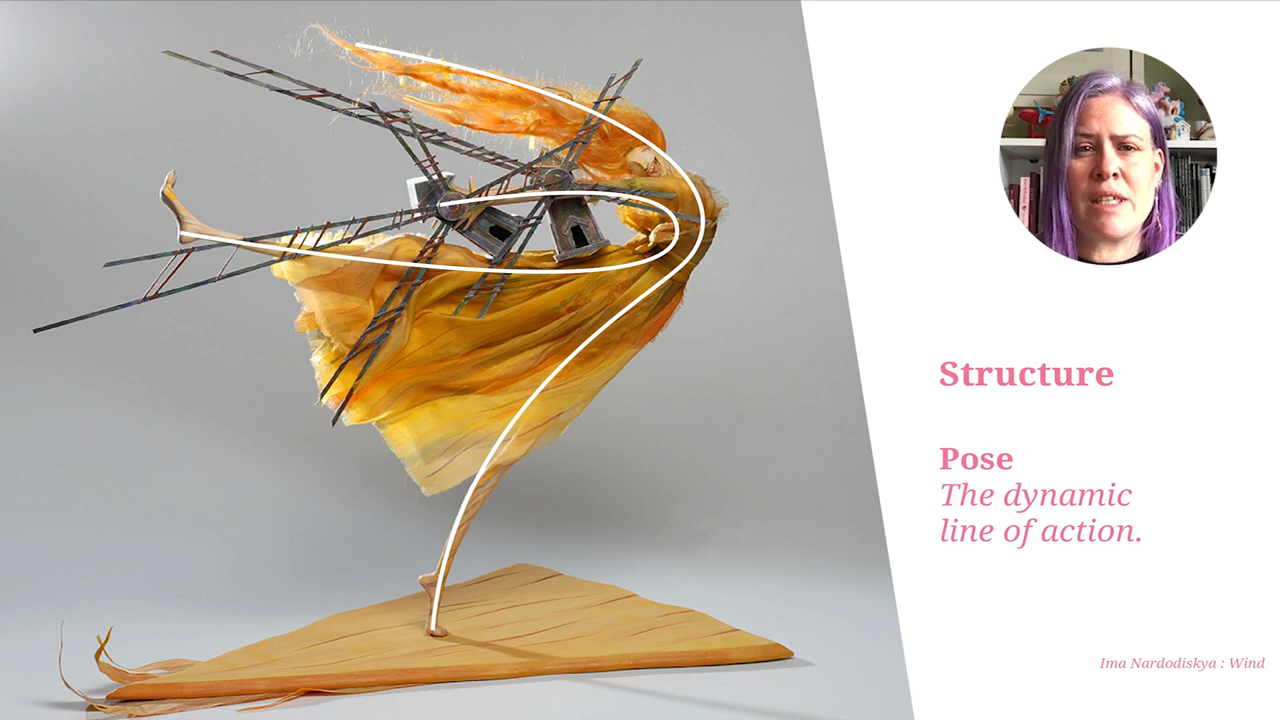 Structure
Pose
The dynamic
line of action.
Ima Nardodiskya : Wind